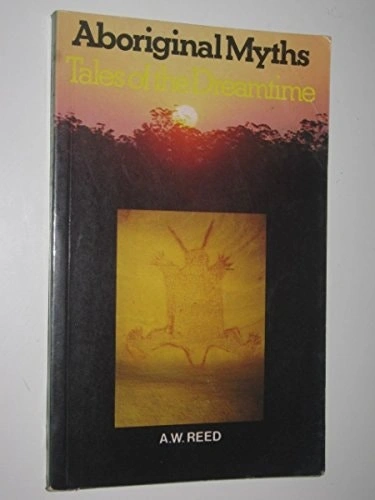 Aboriginal Myths
Tales of the Dreamtime
A.W. REED